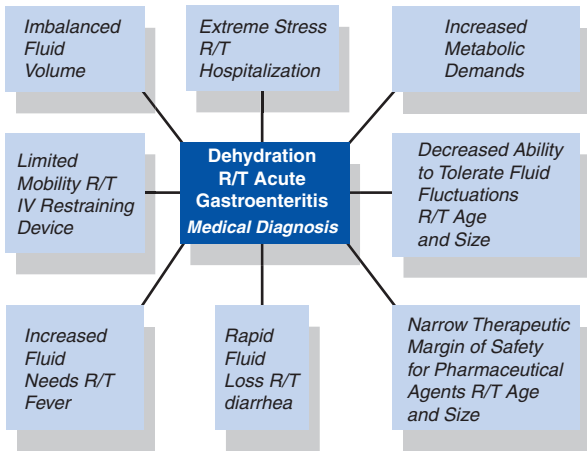 Imbalanced
Fluid
Volume
Extreme Stress
R/T
Hospitalization
Increased
Metabolic
Demands
Limited
Mobility R/T
IV Restraining
Device
Dehydration
R/T Acute
Gastroenteritis
Medical Diagnosis
Decreased Ability
to Tolerate Fluid
Fluctuations
R/T Age
and Size
Increased
Fluid
Needs R/T
Fever
Rapid
Fluid
Loss R/T
diarrhea
Narrow Therapeutic
Margin of Safety
for Pharmaceutical
Agents R/T Age
and Size